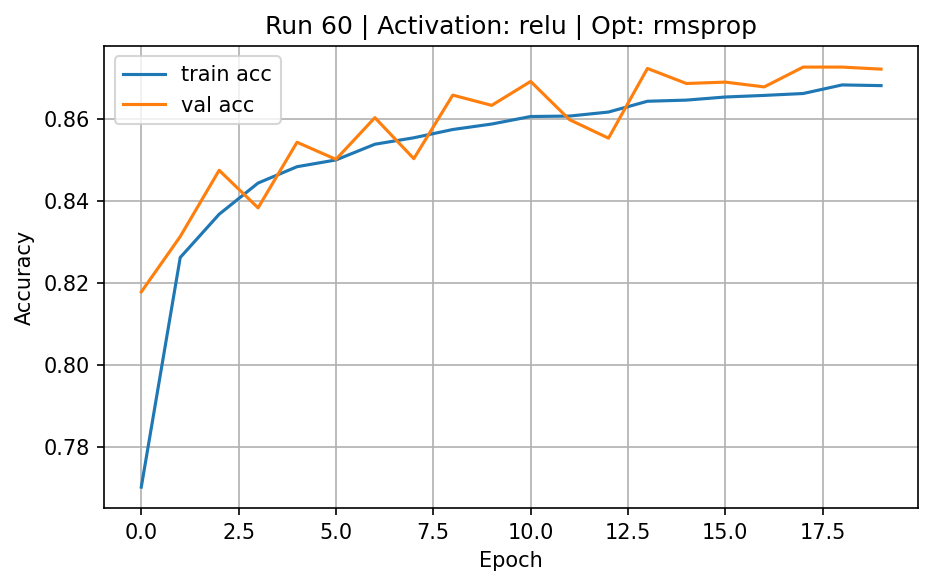 Run 60 | Activation: relu | Opt: rmsprop
train acc
val acc
Accuracy
0.86
0.84
0.82
0.80
0.78
0.0 2.5 5.0 7.5 10.0 12.5 15.0 17.5
Epoch